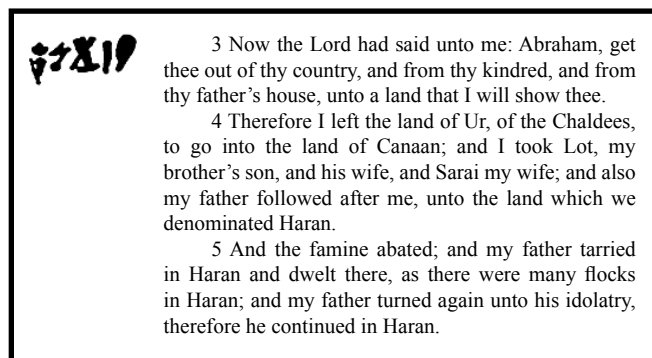 3 Now the Lord had said unto me: Abraham, get
thee out of thy country, and from thy kindred, and from
thy father’s house, unto a land that I will show thee.
4 Therefore I left the land of Ur, of the Chaldees,
to go into the land of Canaan; and I took Lot, my
brother’s son, and his wife, and Sarai my wife; and also
my father followed after me, unto the land which we
denominated Haran.
5 And the famine abated; and my father tarried
in Haran and dwelt there, as there were many flocks
in Haran; and my father turned again unto his idolatry,
therefore he continued in Haran.